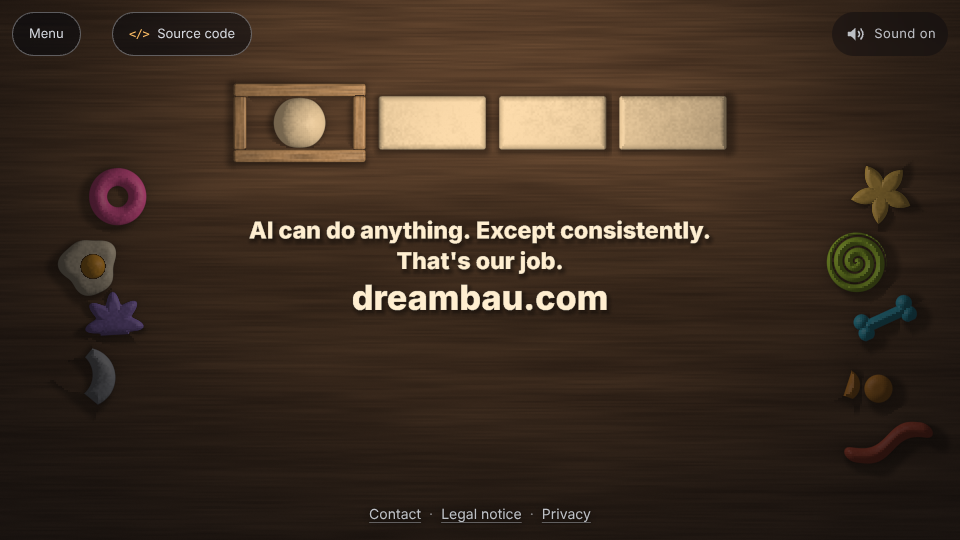 Menu
</> Source code
Sound on
AI can do anything. Except consistently.
That's our job.
dreambau.com
Contact · Legal notice · Privacy